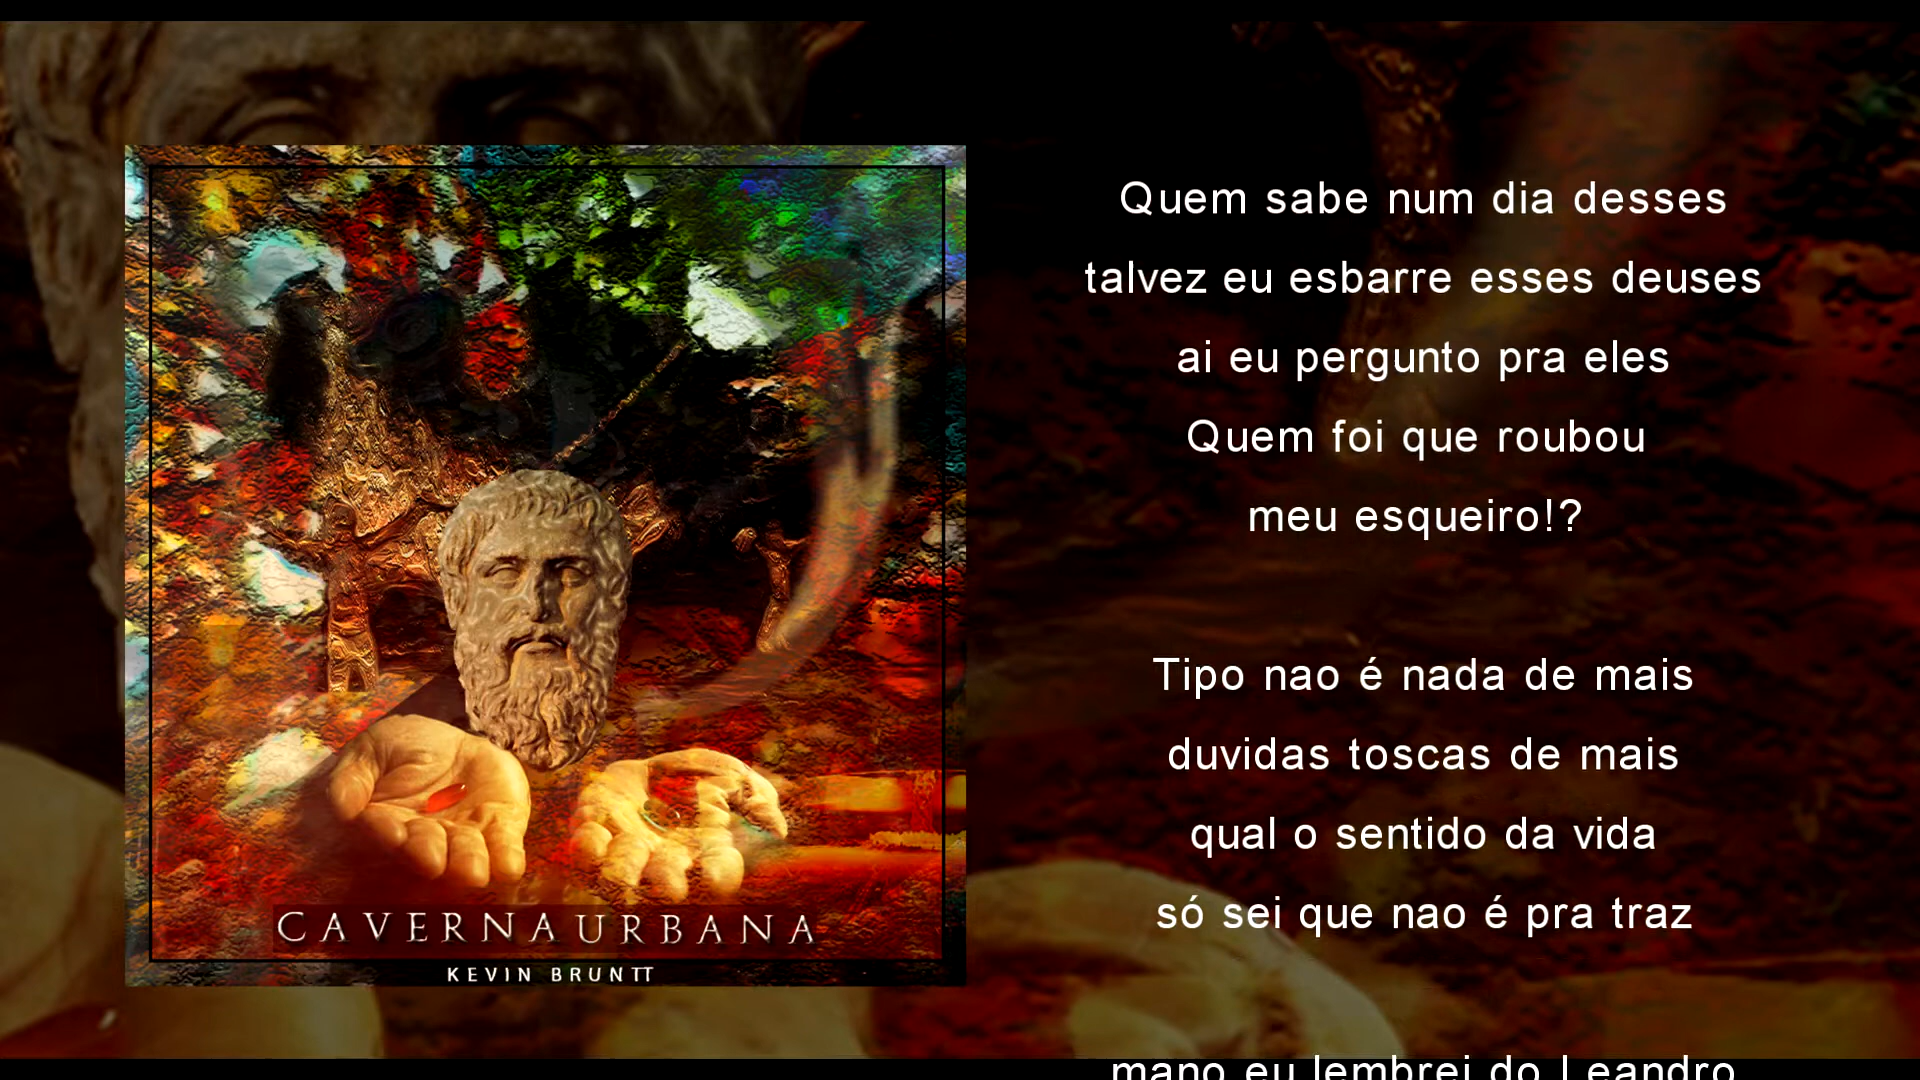 Quem sabe num dia desses
talvez eu esbarre esses deuses
ai eu pergunto pra eles
Quem foi que roubou
meu esqueiro!?
Tipo nao é nada de mais
duvidas toscas de mais
qual o sentido da vida
só sei que nao é pra traz
mano eu lembrei do Leandro
CAVERNAURBANA
KEVIN BRUNTT